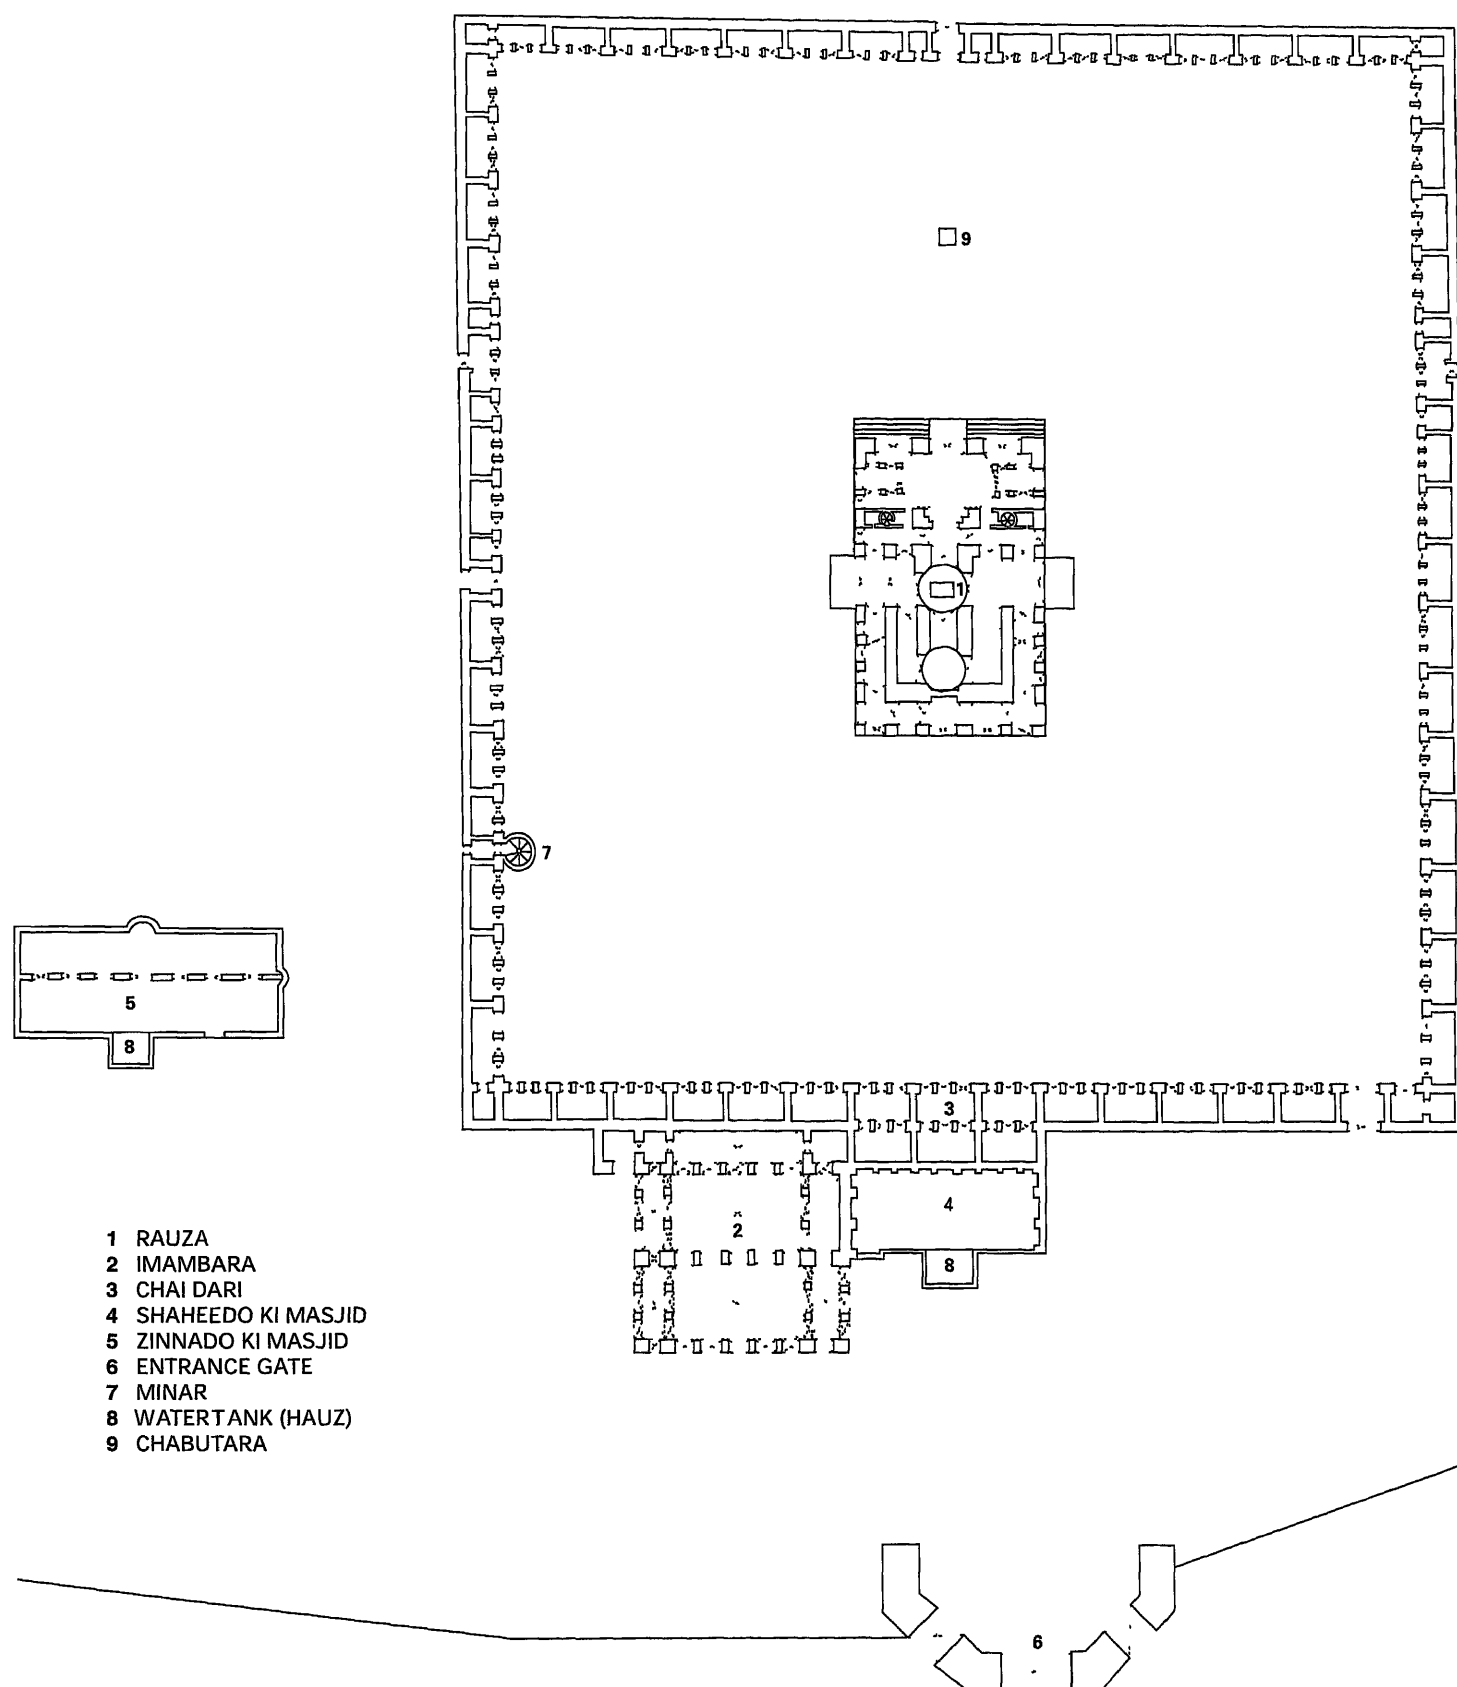 9
1
7
5
8
3
4
2
8
1 RAUZA
2 IMAMBARA
3 CHAI DARI
4 SHAHEEDO KI MASJID
5 ZINNADO KI MASJID
6 ENTRANCE GATE
7 MINAR
8 WATERTANK (HAUZ)
9 CHABUTARA
6